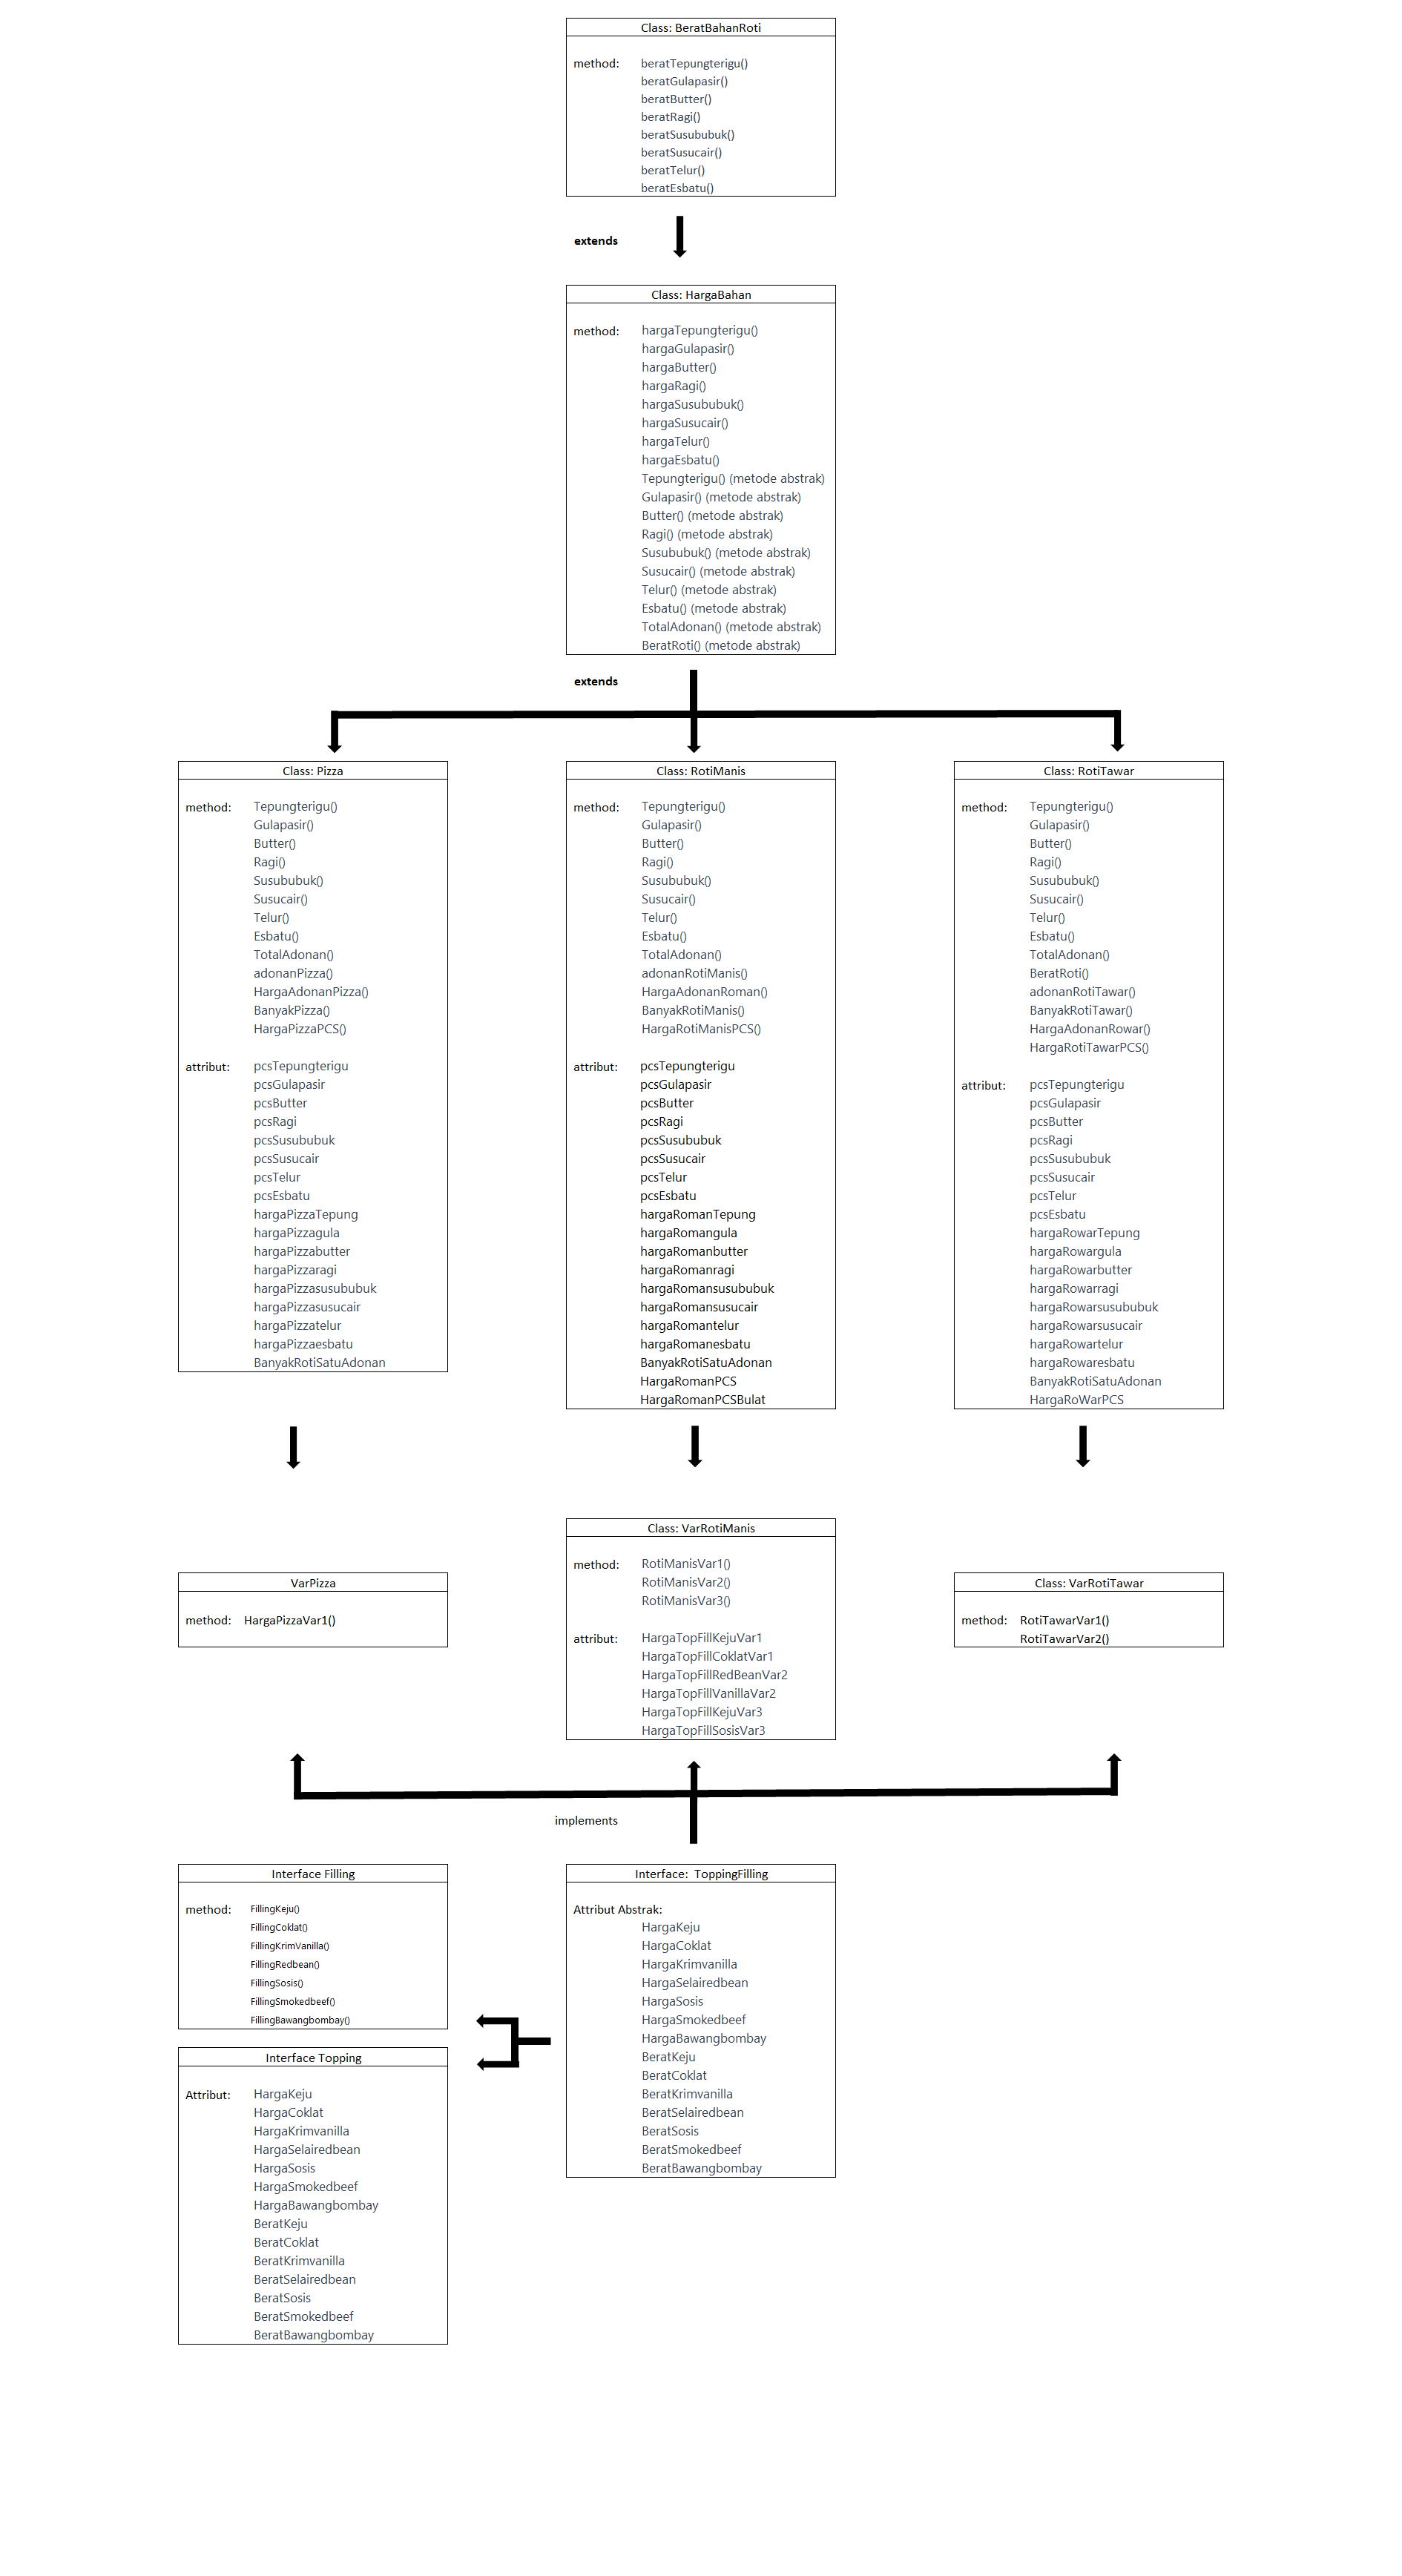 Class: BeratBahanRoti
method: beratTepungterigu()
beratGulapasir()
beratButter()
beratRagi()
beratSusububuk()
beratSusucair()
beratTelur()
beratEsbatu()
extends
Class: HargaBahan
method: hargaTepungterigu()
hargaGulapasir()
hargaButter()
hargaRagi()
hargaSusububuk()
hargaSusucair()
hargaTelur()
hargaEsbatu()
Tepungterigu() (metode abstrak)
Gulapasir() (metode abstrak)
Butter() (metode abstrak)
Ragi() (metode abstrak)
Susububuk() (metode abstrak)
Susucair() (metode abstrak)
Telur() (metode abstrak)
Esbatu() (metode abstrak)
TotalAdonan() (metode abstrak)
BeratRoti() (metode abstrak)
extends
Class: Pizza
method: Tepungterigu()
Gulapasir()
Butter()
Ragi()
Susububuk()
Susucair()
Telur()
Esbatu()
TotalAdonan()
adonanPizza()
HargaAdonanPizza()
BanyakPizza()
HargaPizzaPCS()
attribut: pcsTepungterigu
pcsGulapasir
pcsButter
pcsRagi
pcsSusububuk
pcsSusucair
pcsTelur
pcsEsbatu
hargaPizzaTepung
hargaPizzagula
hargaPizzabutter
hargaPizzaragi
hargaPizzasusububuk
hargaPizzasusucair
hargaPizzatelur
hargaPizzaesbatu
BanyakRotiSatuAdonan
Class: RotiManis
method: Tepungterigu()
Gulapasir()
Butter()
Ragi()
Susububuk()
Susucair()
Telur()
Esbatu()
TotalAdonan()
adonanRotiManis()
HargaAdonanRoman()
BanyakRotiManis()
HargaRotiManisPCS()
attribut: pcsTepungterigu
pcsGulapasir
pcsButter
pcsRagi
pcsSusububuk
pcsSusucair
pcsTelur
pcsEsbatu
hargaRomanTepung
hargaRomangula
hargaRomanbutter
hargaRomanragi
hargaRomansusububuk
hargaRomansusucair
hargaRomantelur
hargaRomanesbatu
BanyakRotiSatuAdonan
HargaRomanPCS
HargaRomanPCSBulat
Class: RotiTawar
method: Tepungterigu()
Gulapasir()
Butter()
Ragi()
Susububuk()
Susucair()
Telur()
Esbatu()
TotalAdonan()
BeratRoti()
adonanRotiTawar()
BanyakRotiTawar()
HargaAdonanRowar()
HargaRotiTawarPCS()
attribut: pcsTepungterigu
pcsGulapasir
pcsButter
pcsRagi
pcsSusububuk
pcsSusucair
pcsTelur
pcsEsbatu
hargaRowarTepung
hargaRowargula
hargaRowarbutter
hargaRowarragi
hargaRowarsusububuk
hargaRowarsusucair
hargaRowartelur
hargaRowaresbatu
BanyakRotiSatuAdonan
HargaRoWarPCS
VarPizza
method: HargaPizzaVar1()
Class: VarRotiManis
method: RotiManisVar1()
RotiManisVar2()
RotiManisVar3()
attribut: HargaTopFillKejuVar1
HargaTopFillCoklatVar1
HargaTopFillRedBeanVar2
HargaTopFillVanillaVar2
HargaTopFillKejuVar3
HargaTopFillSosisVar3
Class: VarRotiTawar
method: RotiTawarVar1()
RotiTawarVar2()
implements
Interface Filling
method: FillingKeju()
FillingCoklat()
FillingKrimVanilla()
FillingRedbean()
FillingSosis()
FillingSmokedbeef()
FillingBawangbombay()
Interface: ToppingFilling
Attribut Abstrak:
HargaKeju
HargaCoklat
HargaKrimvanilla
HargaSelairedbean
HargaSosis
HargaSmokedbeef
HargaBawangbombay
BeratKeju
BeratCoklat
BeratKrimvanilla
BeratSelairedbean
BeratSosis
BeratSmokedbeef
BeratBawangbombay
Interface Topping
Attribut: HargaKeju
HargaCoklat
HargaKrimvanilla
HargaSelairedbean
HargaSosis
HargaSmokedbeef
HargaBawangbombay
BeratKeju
BeratCoklat
BeratKrimvanilla
BeratSelairedbean
BeratSosis
BeratSmokedbeef
BeratBawangbombay